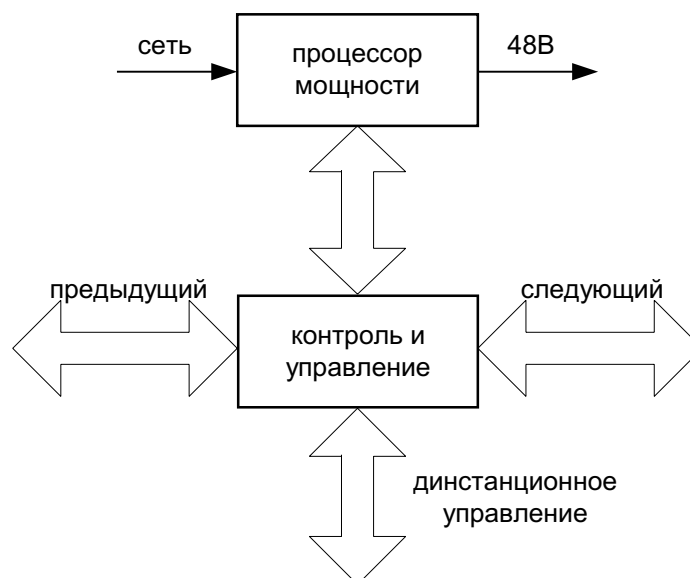 сеть
процессор
мощности
48В
предыдущий
следующий
контроль и
управление
динстанционное
управление